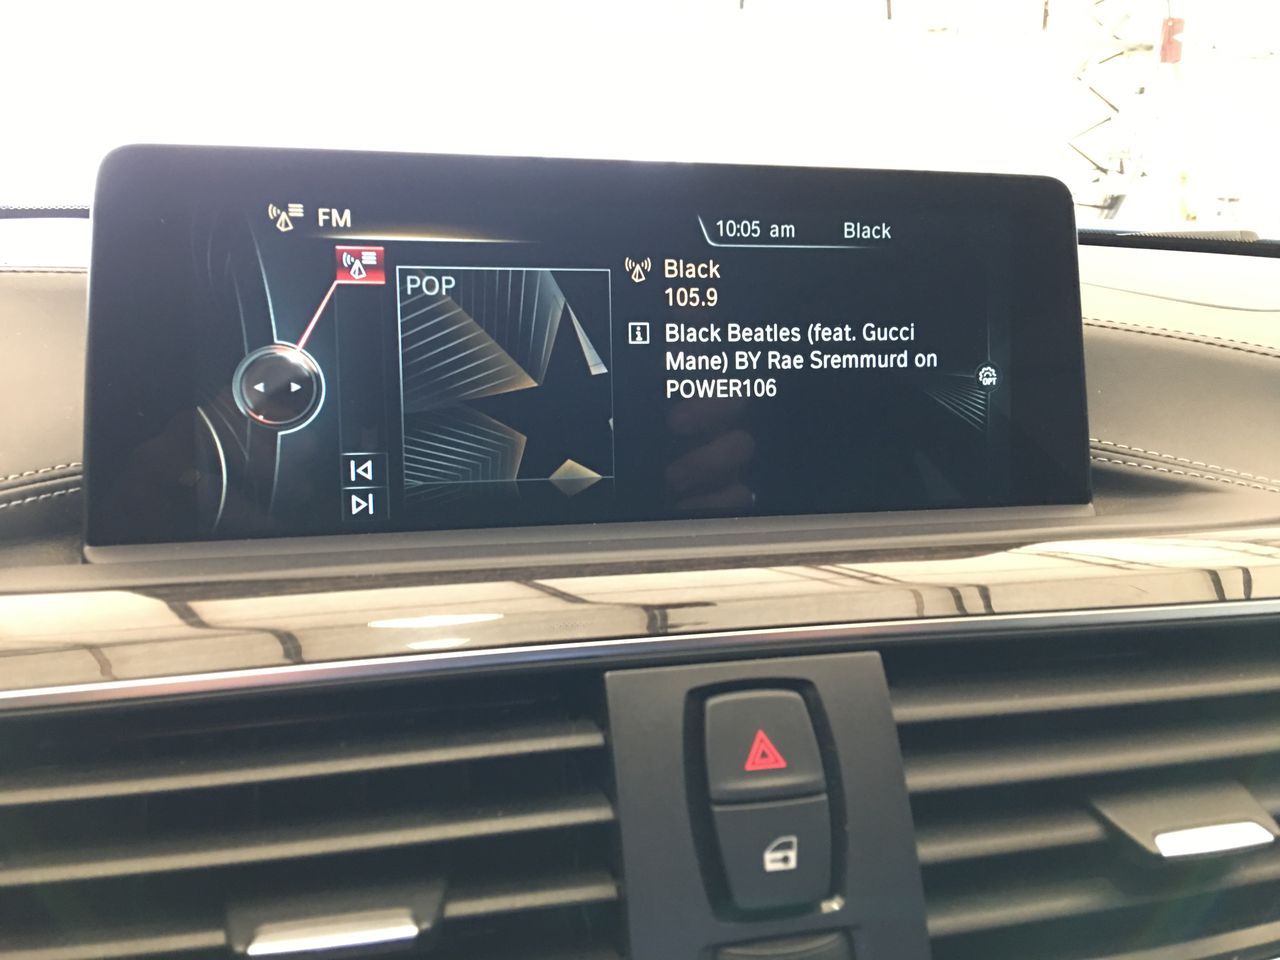 FM
10:05 am Black
POP
Black
105.9
Black Beatles (feat. Gucci
Mane) BY Rae Sremmurd on
POWER106
OPT